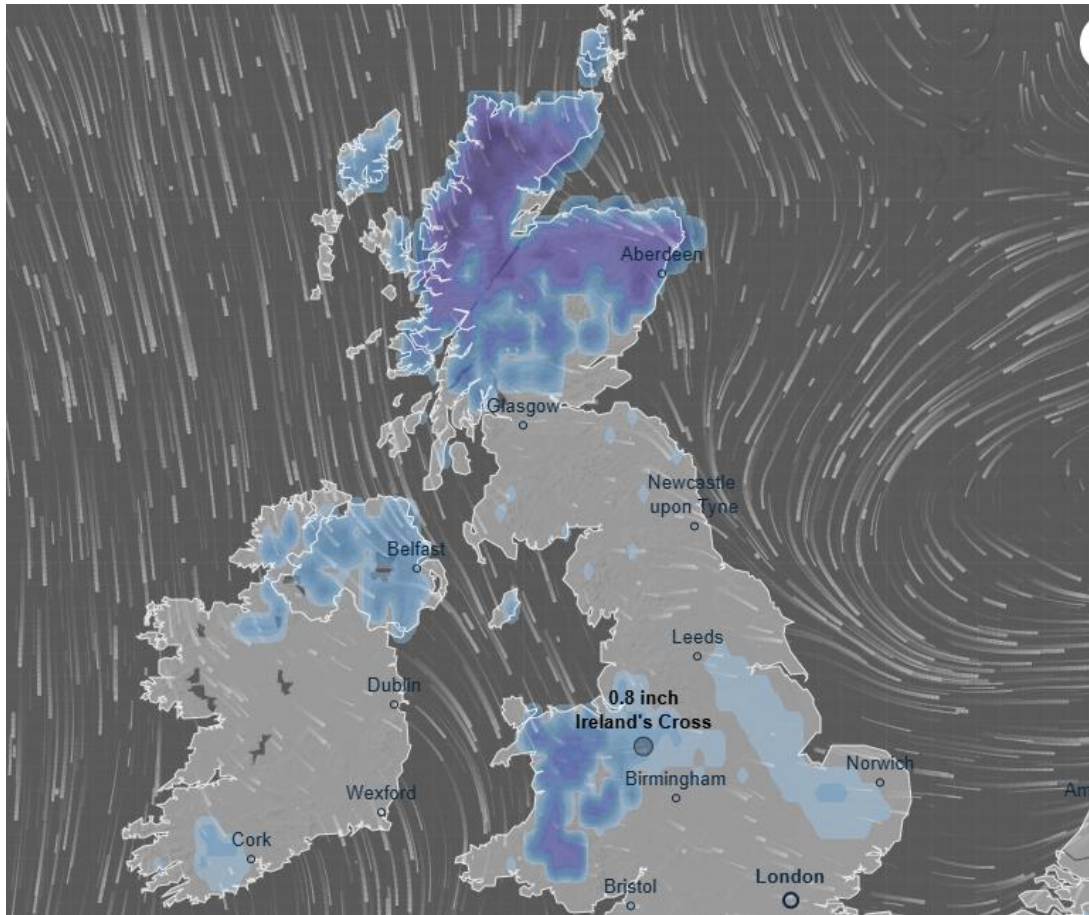 Aberdeen
Glasgow
Newcastle
upon Tyne
Belfast
Leeds
Dublin
0.8 inch
Ireland's Cross
Birmingham
Norwich
Am
Wexford
Cork
Bristol
London